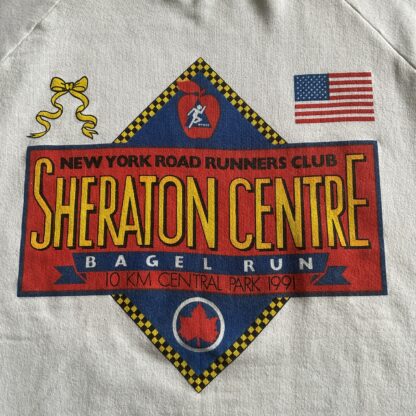 NEW YORK ROAD RUNNERS CLUB
SHERATON CENTRE
BAGEL RUN
10 KM CENTRAL PARK 1991